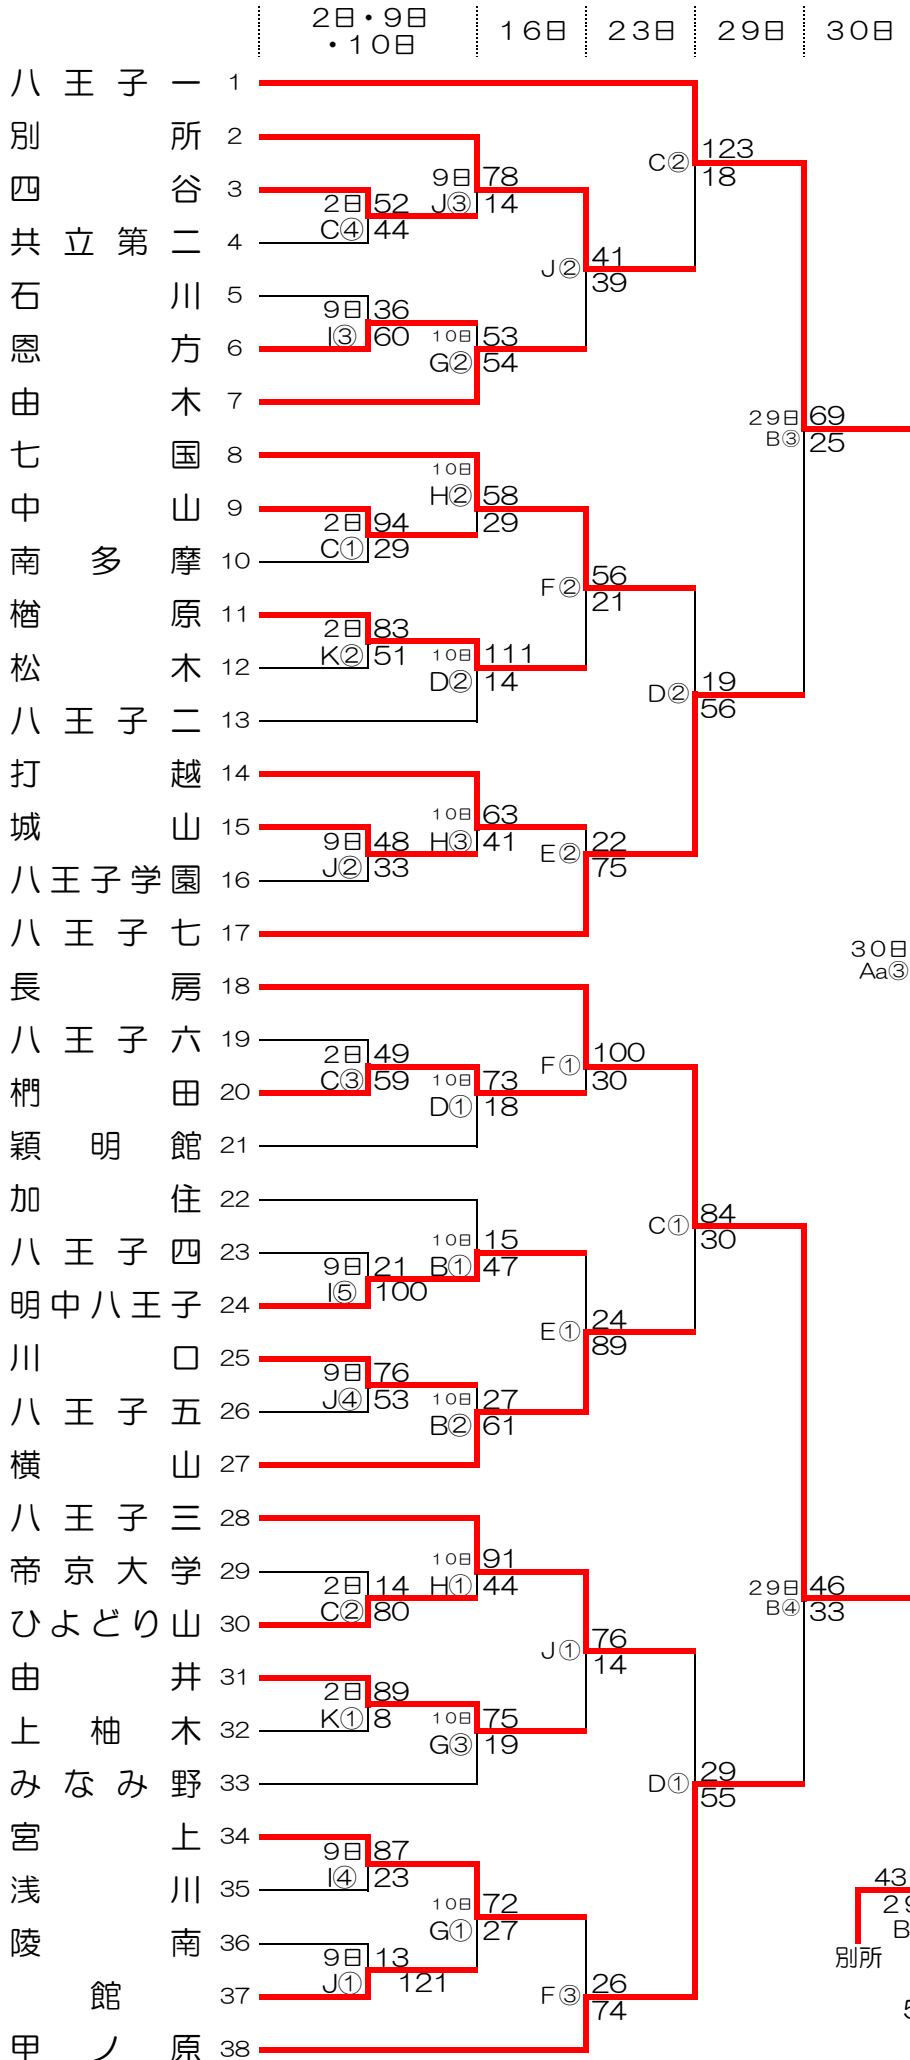 2日・9日
・10日
16日
23日
29日
30日
八王子一 1
別所 2
四谷 3
共立第二 4
石川 5
恩方 6
由木 7
七国 8
中山 9
南多摩 10
楢原 11
松木 12
八王子二 13
打越 14
城山 15
八王子学園 16
八王子七 17
長房 18
八王子六 19
椚田 20
穎明館 21
加住 22
八王子四 23
明中八王子 24
川口 25
八王子五 26
横山 27
八王子三 28
帝京大学 29
ひよどり山 30
由井 31
上柚木 32
みなみ野 33
宮上 34
浅川 35
陵南 36
館 37
甲ノ原 38
2日 52
C④ 44
9日 36
I③ 60
2日 94
C① 29
2日 83
K② 51
9日 48
J② 33
2日 49
C③ 59
9日 21
I⑤ 100
9日 76
J④ 53
2日 14
C② 80
2日 89
K① 8
9日 87
I④ 23
9日 13
J① 121
9日 78
J③ 14
10日 53
G② 54
10日
H② 58
29
10日 111
D② 14
10日 63
H③ 41
10日 73
D① 18
10日 15
B① 47
10日 27
B② 61
10日 91
H① 44
10日 75
G③ 19
10日 72
G① 27
J② 41
39
F② 56
21
E② 22
75
F① 100
30
E① 24
89
J① 76
14
F③ 26
74
C② 123
18
D② 19
56
C① 84
30
D① 29
55
29日 69
B③ 25
29日 46
B④ 33
30日
Aa③
43
29
B
別所
5